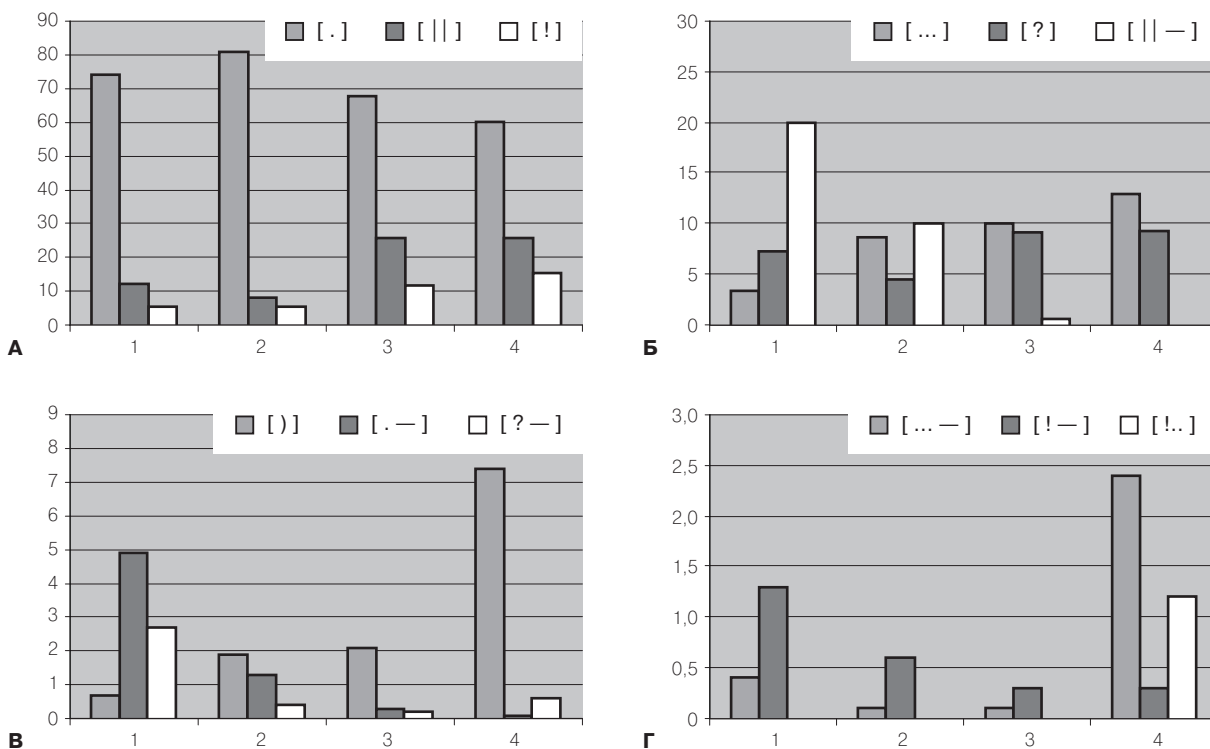 90
80
70
60
50
40
30
20
10
0
[ . ] [ || ] [ ! ]
1 2 3 4
А
30
25
20
15
10
5
0
[ ... ] [ ? ] [ || — ]
1 2 3 4
Б
9
8
7
6
5
4
3
2
1
0
[ ) ] [ . — ] [ ? — ]
1 2 3 4
В
3,0
2,5
2,0
1,5
1,0
0,5
0
[ ... — ] [ ! — ] [ !.. ]
1 2 3 4
Г